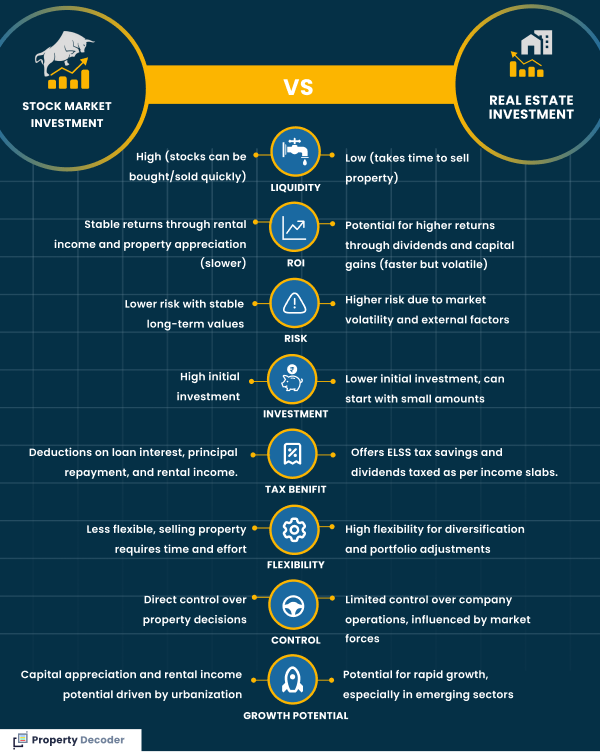 STOCK MARKET
INVESTMENT
VS
REAL ESTATE
INVESTMENT
High (stocks can be
bought/sold quickly)
LIQUIDITY
Low (takes time to sell
property)
Stable returns through rental
income and property appreciation
(slower)
ROI
Potential for higher returns
through dividends and capital
gains (faster but volatile)
Lower risk with stable
long-term values
RISK
Higher risk due to market
volatility and external factors
High initial
investment
₹
INVESTMENT
Lower initial investment, can
start with small amounts
Deductions on loan interest, principal
repayment, and rental income.
%
TAX BENIFIT
Offers ELSS tax savings and
dividends taxed as per income slabs.
Less flexible, selling property
requires time and effort
FLEXIBILITY
High flexibility for diversification
and portfolio adjustments
Direct control over
property decisions
CONTROL
Limited control over company
operations, influenced by market
forces
Capital appreciation and rental income
potential driven by urbanization
GROWTH POTENTIAL
Potential for rapid growth,
especially in emerging sectors
Property Decoder